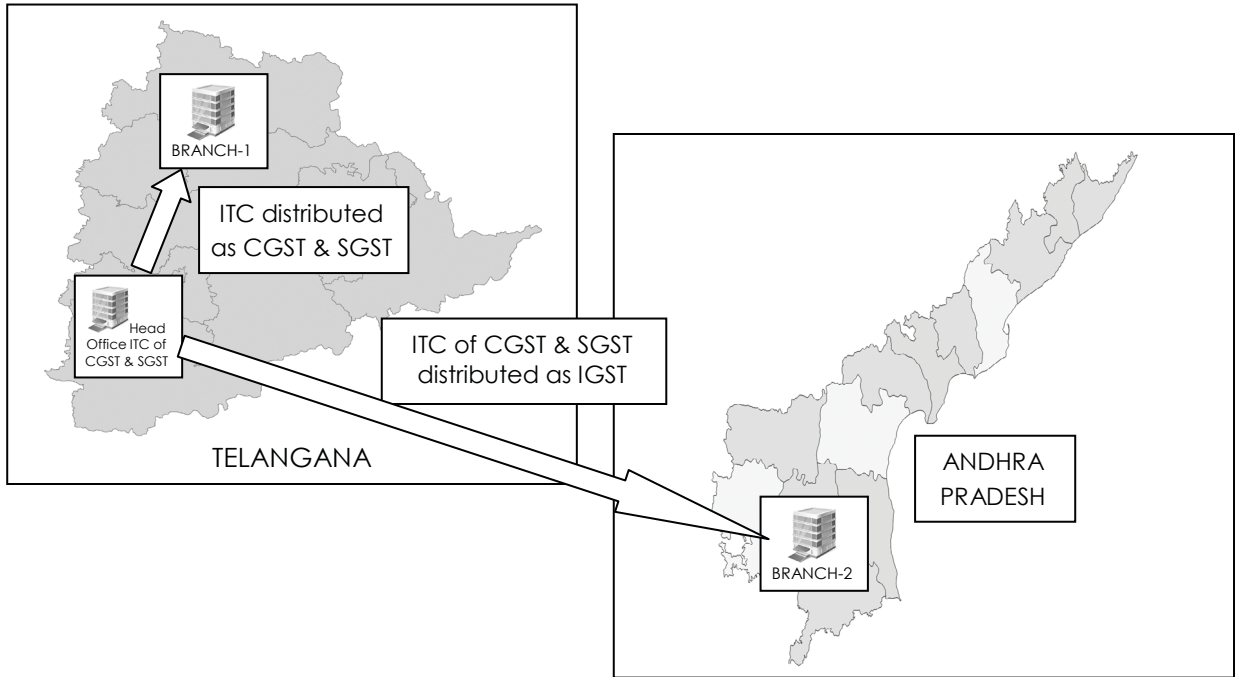 BRANCH-1
ITC distributed
as CGST & SGST
Head
Office ITC of
CGST & SGST
ITC of CGST & SGST
distributed as IGST
TELANGANA
ANDHRA
PRADESH
BRANCH-2